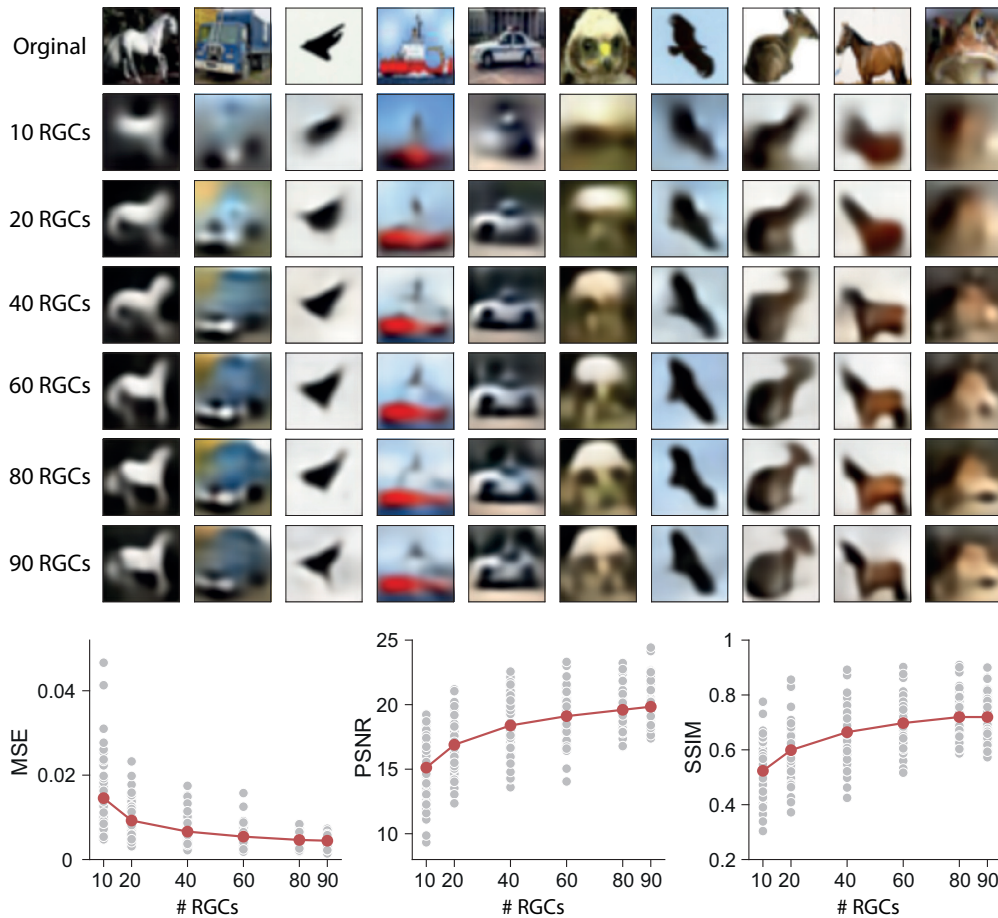 Orginal
10 RGCs
20 RGCs
40 RGCs
60 RGCs
80 RGCs
90 RGCs
MSE
0.04
0.02
0
10 20 40 60 80 90
# RGCs
PSNR
25
20
15
10
10 20 40 60 80 90
# RGCs
SSIM
1
0.8
0.6
0.4
0.2
10 20 40 60 80 90
# RGCs